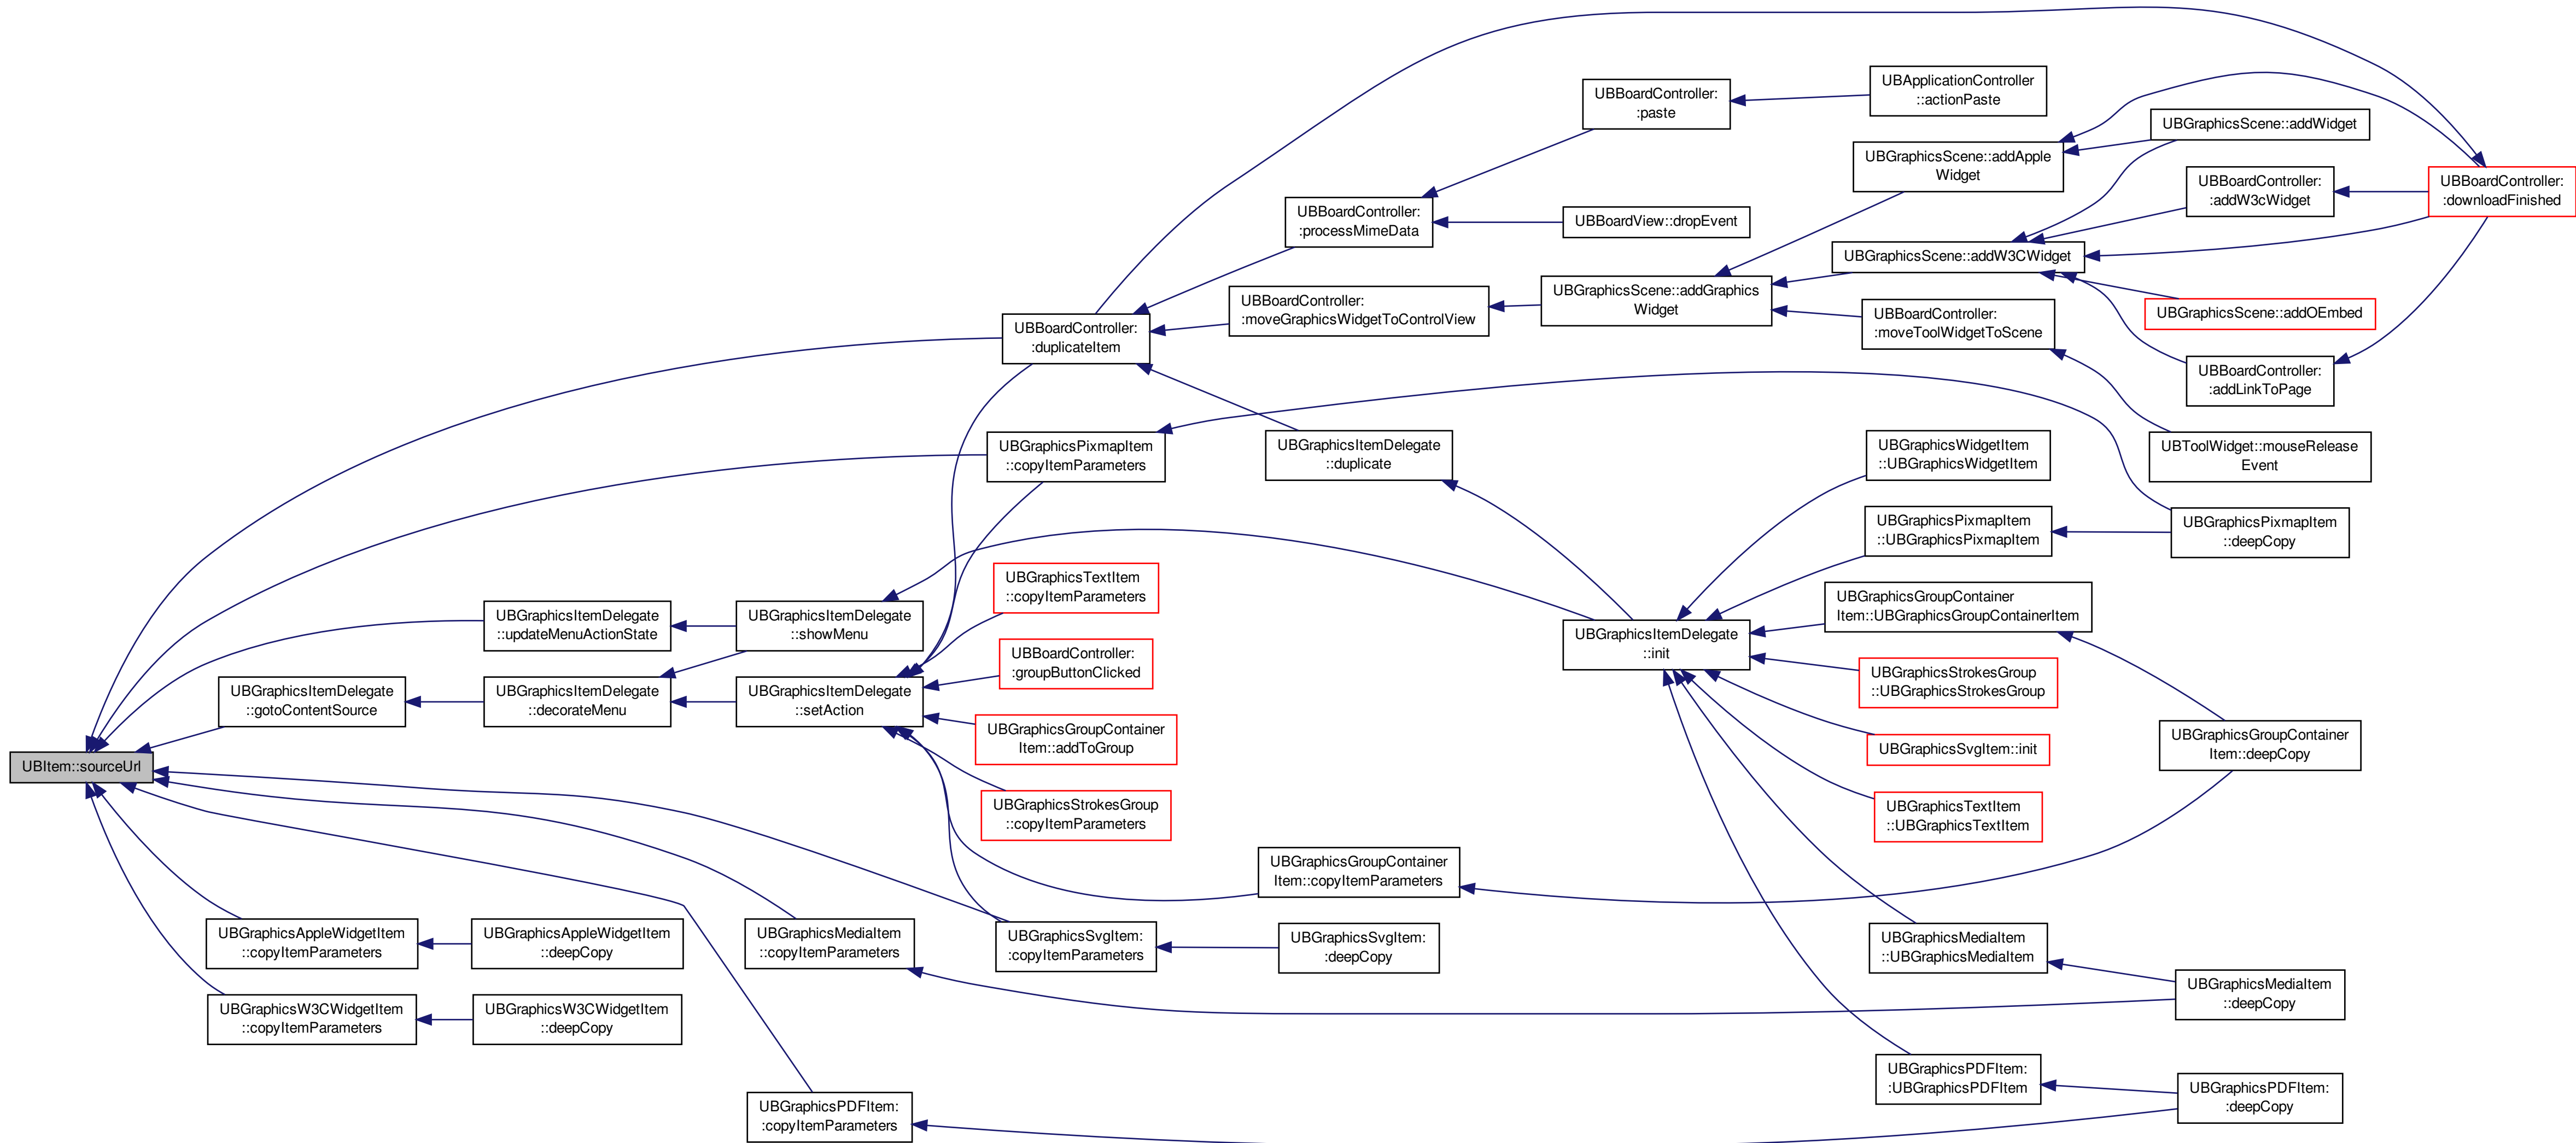 UBItem::sourceUrl
UBGraphicsItemDelegate
::gotoContentSource
UBGraphicsAppleWidgetItem
::copyItemParameters
UBGraphicsW3CWidgetItem
::copyItemParameters
UBGraphicsItemDelegate
::updateMenuActionState
UBGraphicsItemDelegate
::decorateMenu
UBGraphicsAppleWidgetItem
::deepCopy
UBGraphicsW3CWidgetItem
::deepCopy
UBGraphicsItemDelegate
::showMenu
UBGraphicsItemDelegate
::setAction
UBGraphicsMediaItem
::copyItemParameters
UBGraphicsPDFItem:
:copyItemParameters
UBBoardController:
:duplicateItem
UBGraphicsPixmapItem
::copyItemParameters
UBGraphicsTextItem
::copyItemParameters
UBBoardController:
:groupButtonClicked
UBGraphicsGroupContainer
Item::addToGroup
UBGraphicsStrokesGroup
::copyItemParameters
UBGraphicsSvgItem:
:copyItemParameters
UBBoardController:
:processMimeData
UBBoardController:
:moveGraphicsWidgetToControlView
UBGraphicsItemDelegate
::duplicate
UBGraphicsGroupContainer
Item::copyItemParameters
UBGraphicsSvgItem:
:deepCopy
UBBoardController:
:paste
UBBoardView::dropEvent
UBGraphicsScene::addGraphics
Widget
UBGraphicsItemDelegate
::init
UBApplicationController
::actionPaste
UBGraphicsScene::addApple
Widget
UBGraphicsScene::addW3CWidget
UBBoardController:
:moveToolWidgetToScene
UBGraphicsWidgetItem
::UBGraphicsWidgetItem
UBGraphicsPixmapItem
::UBGraphicsPixmapItem
UBGraphicsGroupContainer
Item::UBGraphicsGroupContainerItem
UBGraphicsStrokesGroup
::UBGraphicsStrokesGroup
UBGraphicsSvgItem::init
UBGraphicsTextItem
::UBGraphicsTextItem
UBGraphicsMediaItem
::UBGraphicsMediaItem
UBGraphicsPDFItem:
:UBGraphicsPDFItem
UBGraphicsScene::addWidget
UBBoardController:
:addW3cWidget
UBGraphicsScene::addOEmbed
UBBoardController:
:addLinkToPage
UBToolWidget::mouseRelease
Event
UBGraphicsPixmapItem
::deepCopy
UBGraphicsGroupContainer
Item::deepCopy
UBGraphicsMediaItem
::deepCopy
UBGraphicsPDFItem:
:deepCopy
UBBoardController:
:downloadFinished